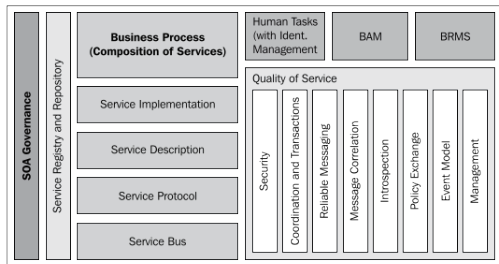 SOA Governance
Service Registry and Repository
Business Process
(Composition of Services)
Service Implementation
Service Description
Service Protocol
Service Bus
Human Tasks
(with Ident.
Management
BAM
BRMS
Quality of Service
Security
Coordination and Transactions
Reliable Messaging
Message Correlation
Introspection
Policy Exchange
Event Model
Management